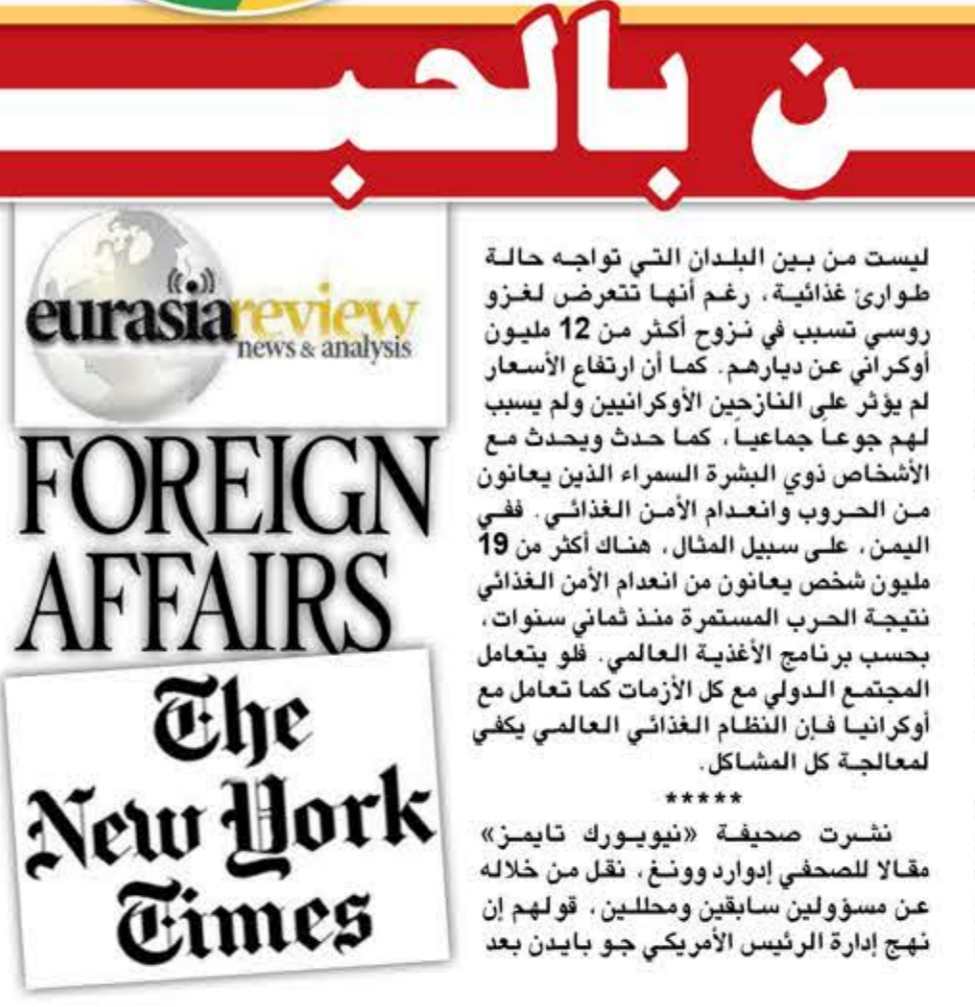 ن بالحبـ
eurasiareview
news & analysis
FOREIGN
AFFAIRS
The
New York
Times
ليست من بين البلدان التي تواجه حالة
طوارئ غذائية، رغم أنها تتعرض لغزو
روسي تسبب في نزوح أكثر من 12 مليون
أوكراني عن ديارهم. كما أن ارتفاع الأسعار
لم يؤثر على النازحين الأوكرانيين ولم يسبب
لهم جوعاً جماعياً، كما حدث ويحدث مع
الأشخاص ذوي البشرة السمراء الذين يعانون
من الحروب وانعدام الأمن الغذائي. ففي
اليمن، على سبيل المثال، هناك أكثر من 19
مليون شخص يعانون من انعدام الأمن الغذائي
نتيجة الحرب المستمرة منذ ثماني سنوات،
بحسب برنامج الأغذية العالمي. فلو يتعامل
المجتمع الدولي مع كل الأزمات كما تعامل مع
أوكرانيا فإن النظام الغذائي العالمي يكفي
لمعالجة كل المشاكل.
*****
نشرت صحيفة «نيويورك تايمز»
مقالا للصحفي إدوارد وونغ، نقل من خلاله
عن مسؤولين سابقين ومحللين، قولهم إن
نهج إدارة الرئيس الأمريكي جو بايدن بعد